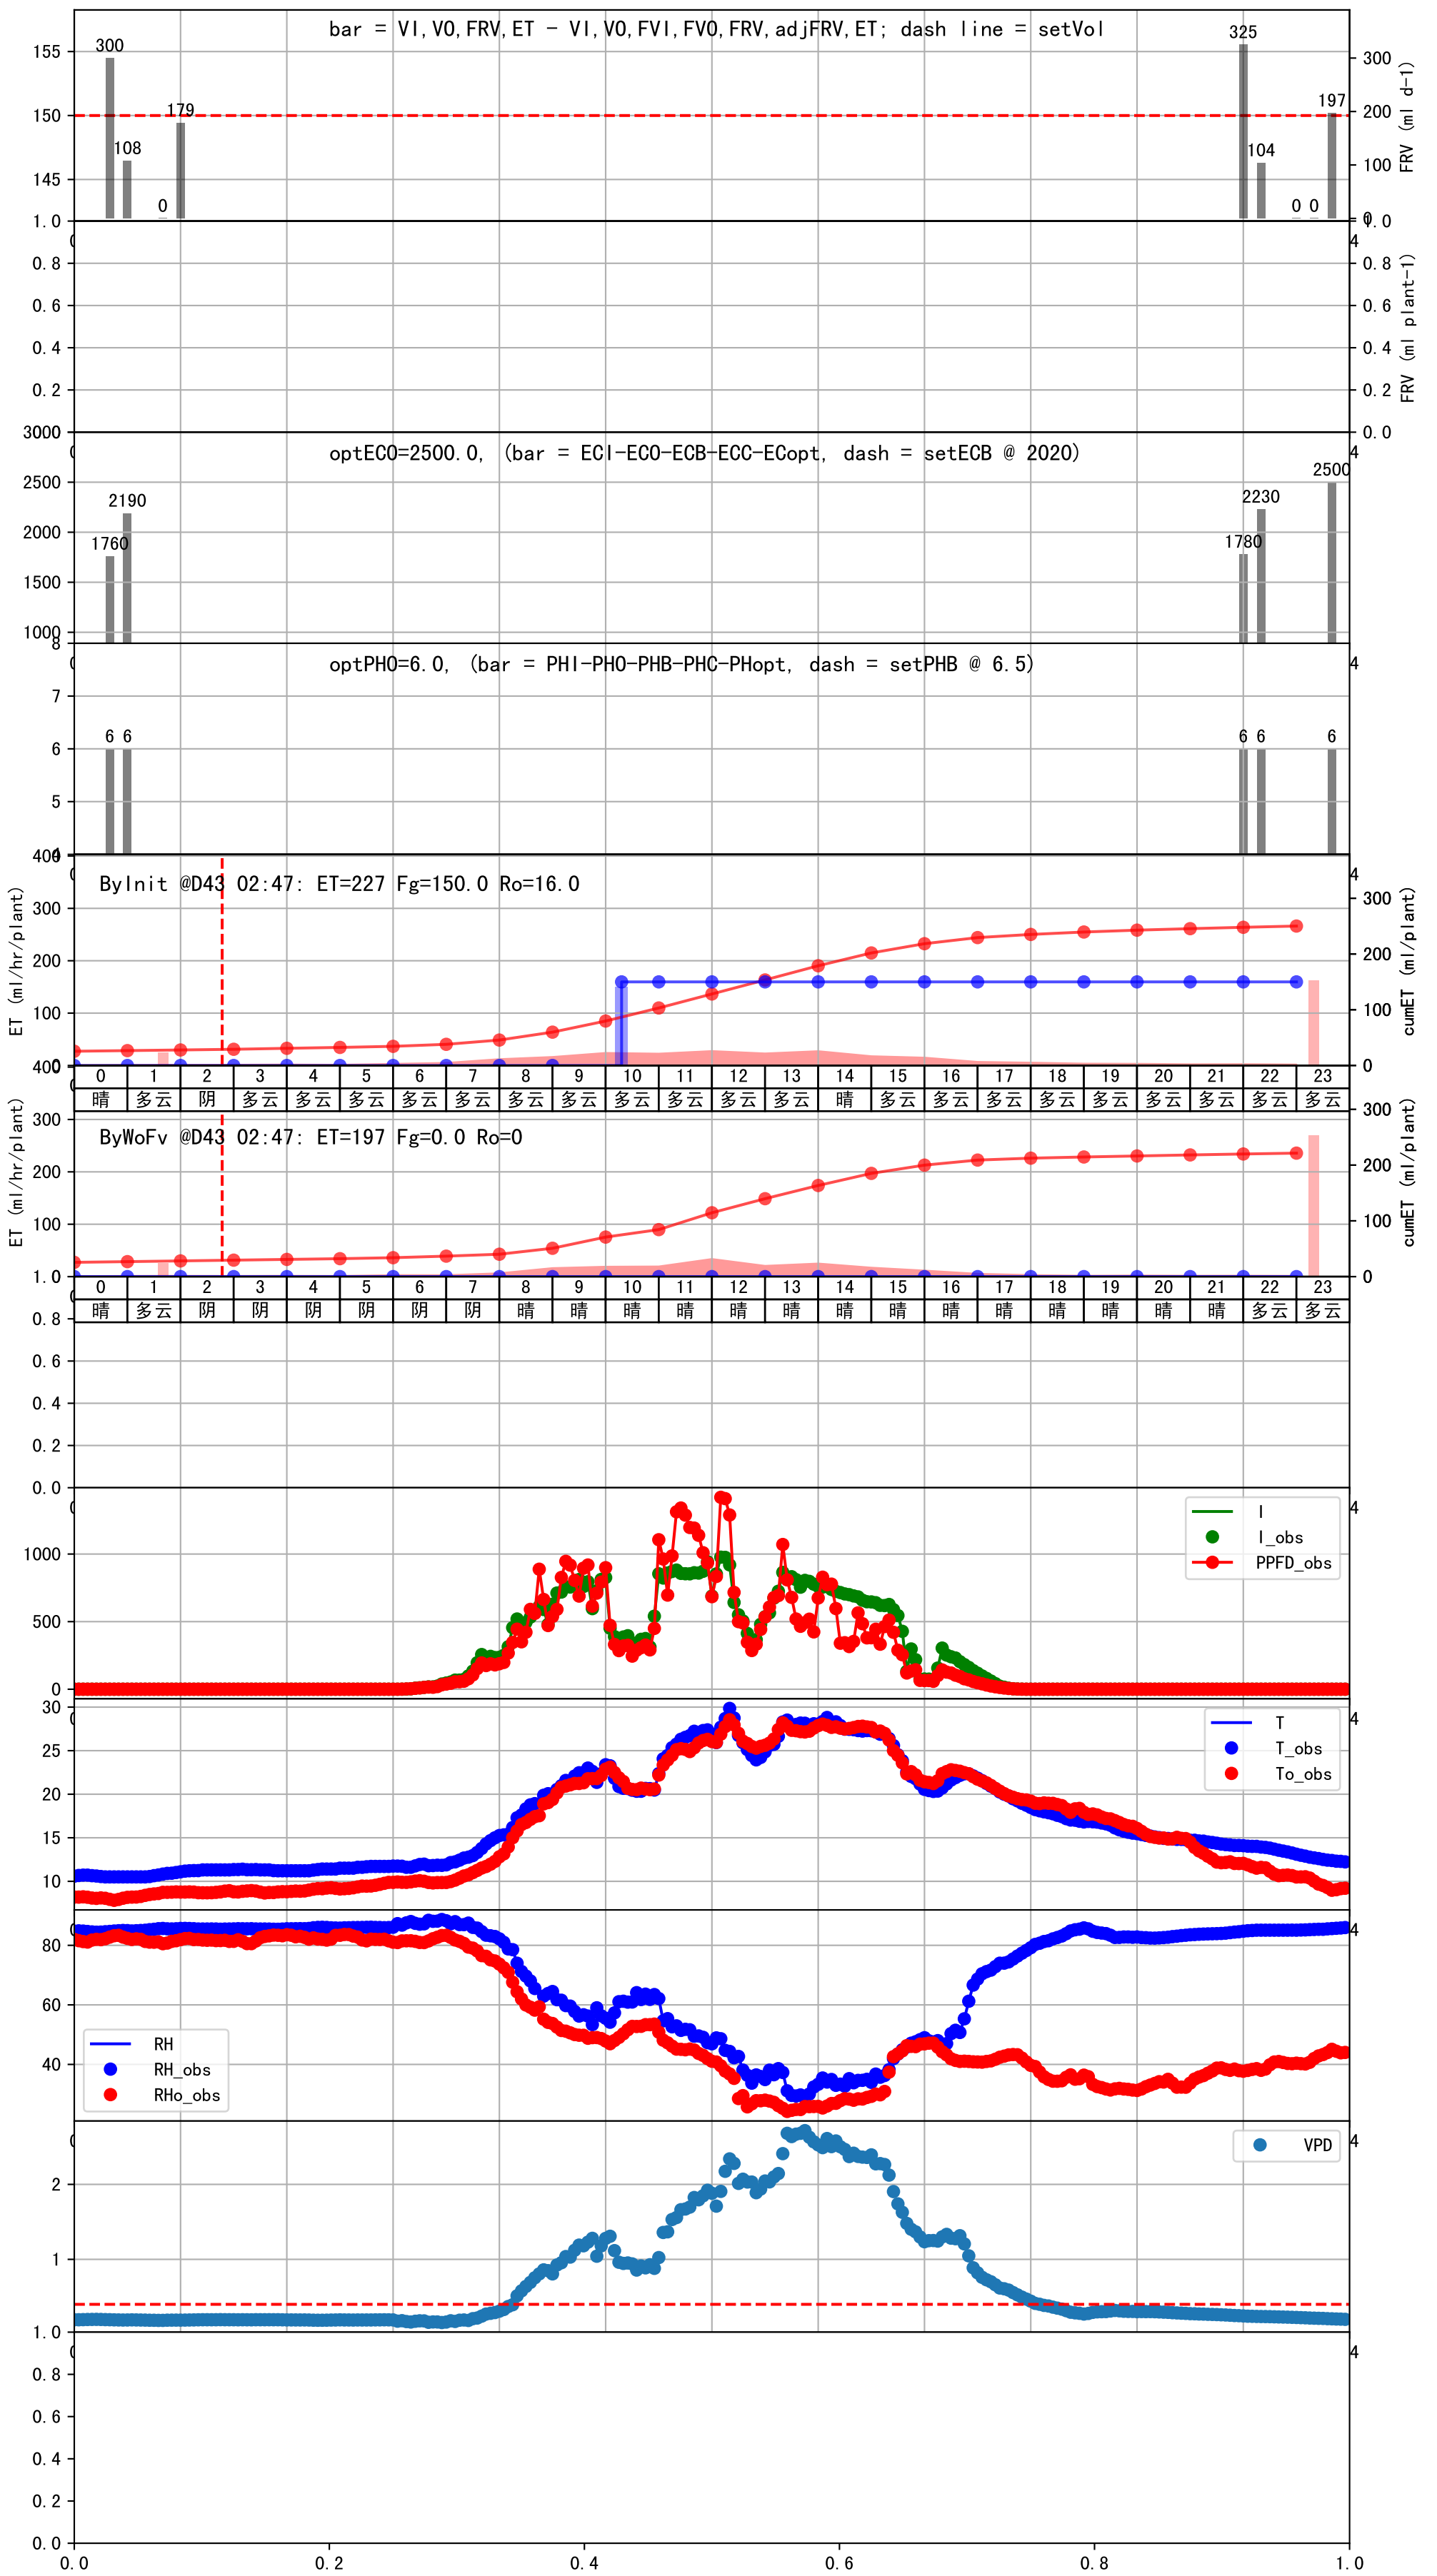 bar = VI,VO,FRV,ET - VI,VO,FVI,FVO,FRV,adjFRV,ET; dash line = setVol
300 325
155 300
179 197
150 200
108 104
145 100
0 0 0
FRV (ml d-1)
1.0 1.0
0.8 0.8
0.6 0.6
0.4 0.4
0.2 0.2
0.0
FRV (ml plant-1)
3000
optECO=2500.0, (bar = ECI-ECO-ECB-ECC-ECopt, dash = setECB @ 2020)
2500 2500
2190 2230
2000
1760 1780
1500
1000
8
optPHO=6.0, (bar = PHI-PHO-PHB-PHC-PHopt, dash = setPHB @ 6.5)
7
6 6 6 6 6
6
5
4
400
ByInit @D43 02:47: ET=227 Fg=150.0 Ro=16.0
300 300
200 200
100 100
0 0
ET (ml/hr/plant)
cumET (ml/plant)
0 1 2 3 4 5 6 7 8 9 10 11 12 13 14 15 16 17 18 19 20 21 22 23
晴 多云 阴 多云 多云 多云 多云 多云 多云 多云 多云 多云 多云 多云 晴 多云 多云 多云 多云 多云 多云 多云 多云 多云
400
ByWoFv @D43 02:47: ET=197 Fg=0.0 Ro=0
300 300
200 200
100 100
0
ET (ml/hr/plant)
cumET (ml/plant)
0 1 2 3 4 5 6 7 8 9 10 11 12 13 14 15 16 17 18 19 20 21 22 23
晴 多云 阴 阴 阴 阴 阴 阴 晴 晴 晴 晴 晴 晴 晴 晴 晴 晴 晴 晴 晴 晴 多云 多云
1.0
0.8
0.6
0.4
0.2
0.0
I
I_obs
PPFD_obs
1000
500
0
T
T_obs
To_obs
30
25
20
15
10
80
60
40
RH
RH_obs
RHo_obs
VPD
2
1
1.0
0.8
0.6
0.4
0.2
0.0
0.0 0.2 0.4 0.6 0.8 1.0